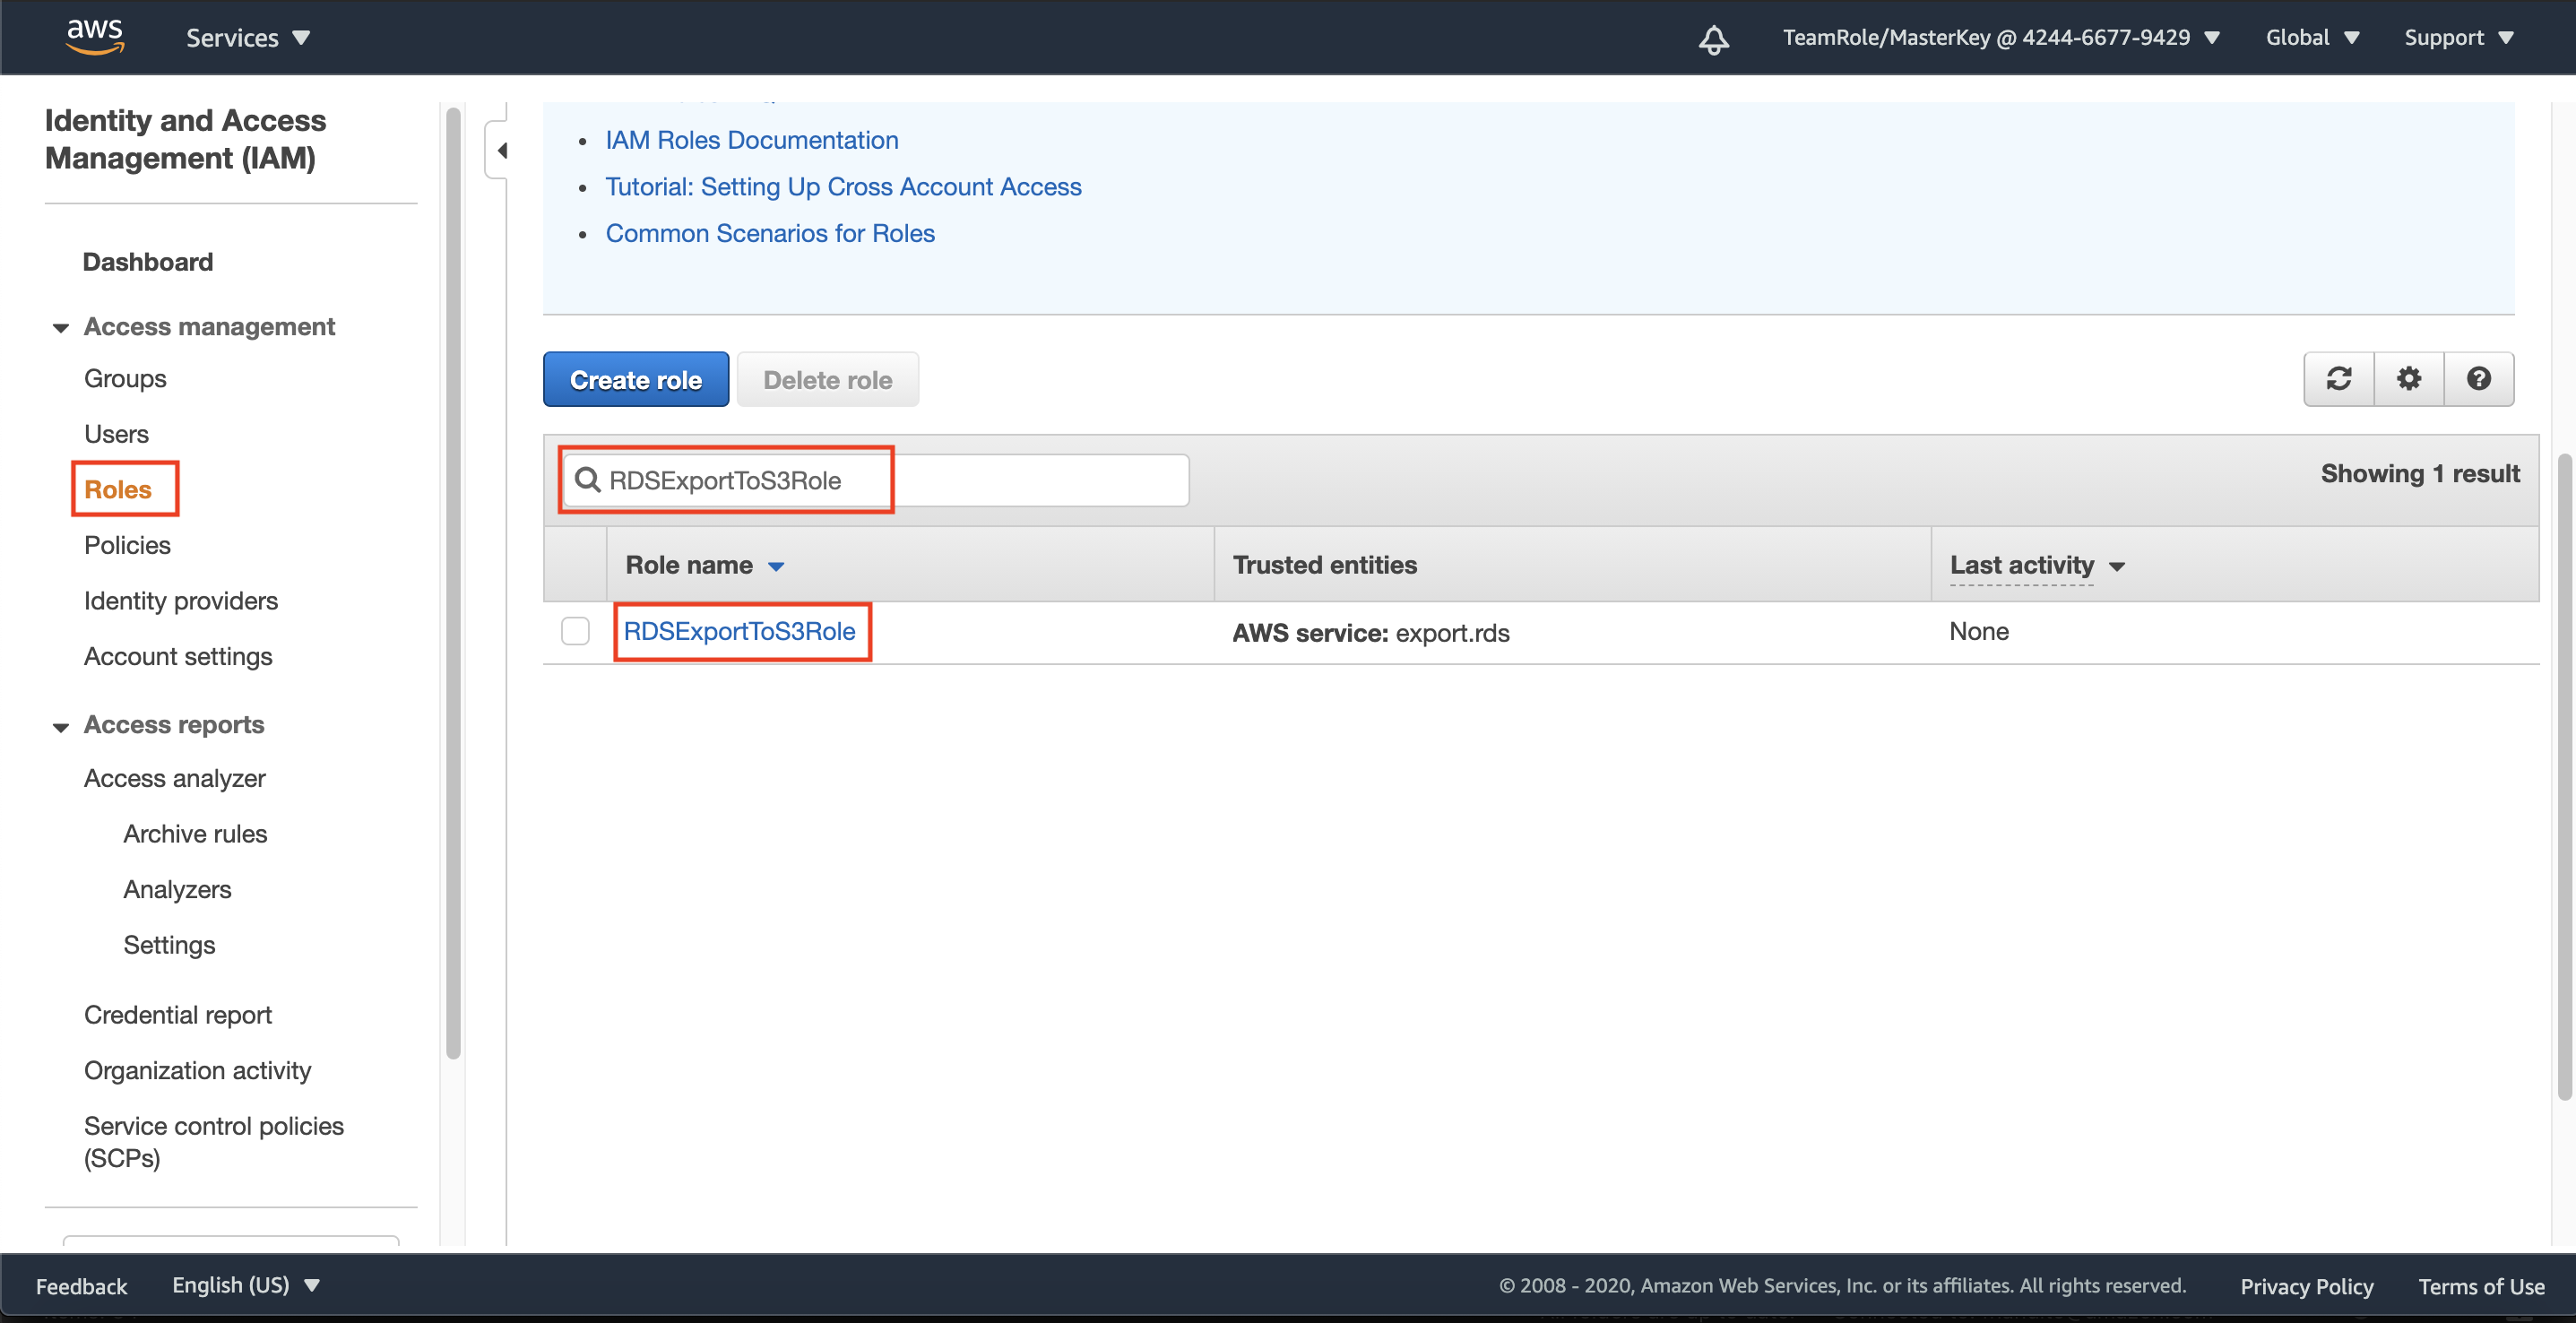 aws
Services
TeamRole/MasterKey @ 4244-6677-9429
Global
Support
Identity and Access
Management (IAM)
Dashboard
Access management
Groups
Users
Roles
Policies
Identity providers
Account settings
Access reports
Access analyzer
Archive rules
Analyzers
Settings
Credential report
Organization activity
Service control policies
(SCPs)
IAM Roles Documentation
Tutorial: Setting Up Cross Account Access
Common Scenarios for Roles
Create role
Delete role
RDSExportToS3Role
Showing 1 result
Role name
Trusted entities
Last activity
RDSExportToS3Role
AWS service: export.rds
None
Feedback
English (US)
© 2008 - 2020, Amazon Web Services, Inc. or its affiliates. All rights reserved.
Privacy Policy
Terms of Use